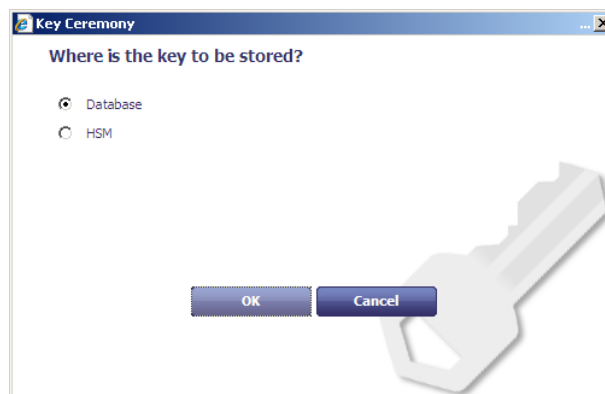 Key Ceremony
Where is the key to be stored?
Database
HSM
OK Cancel